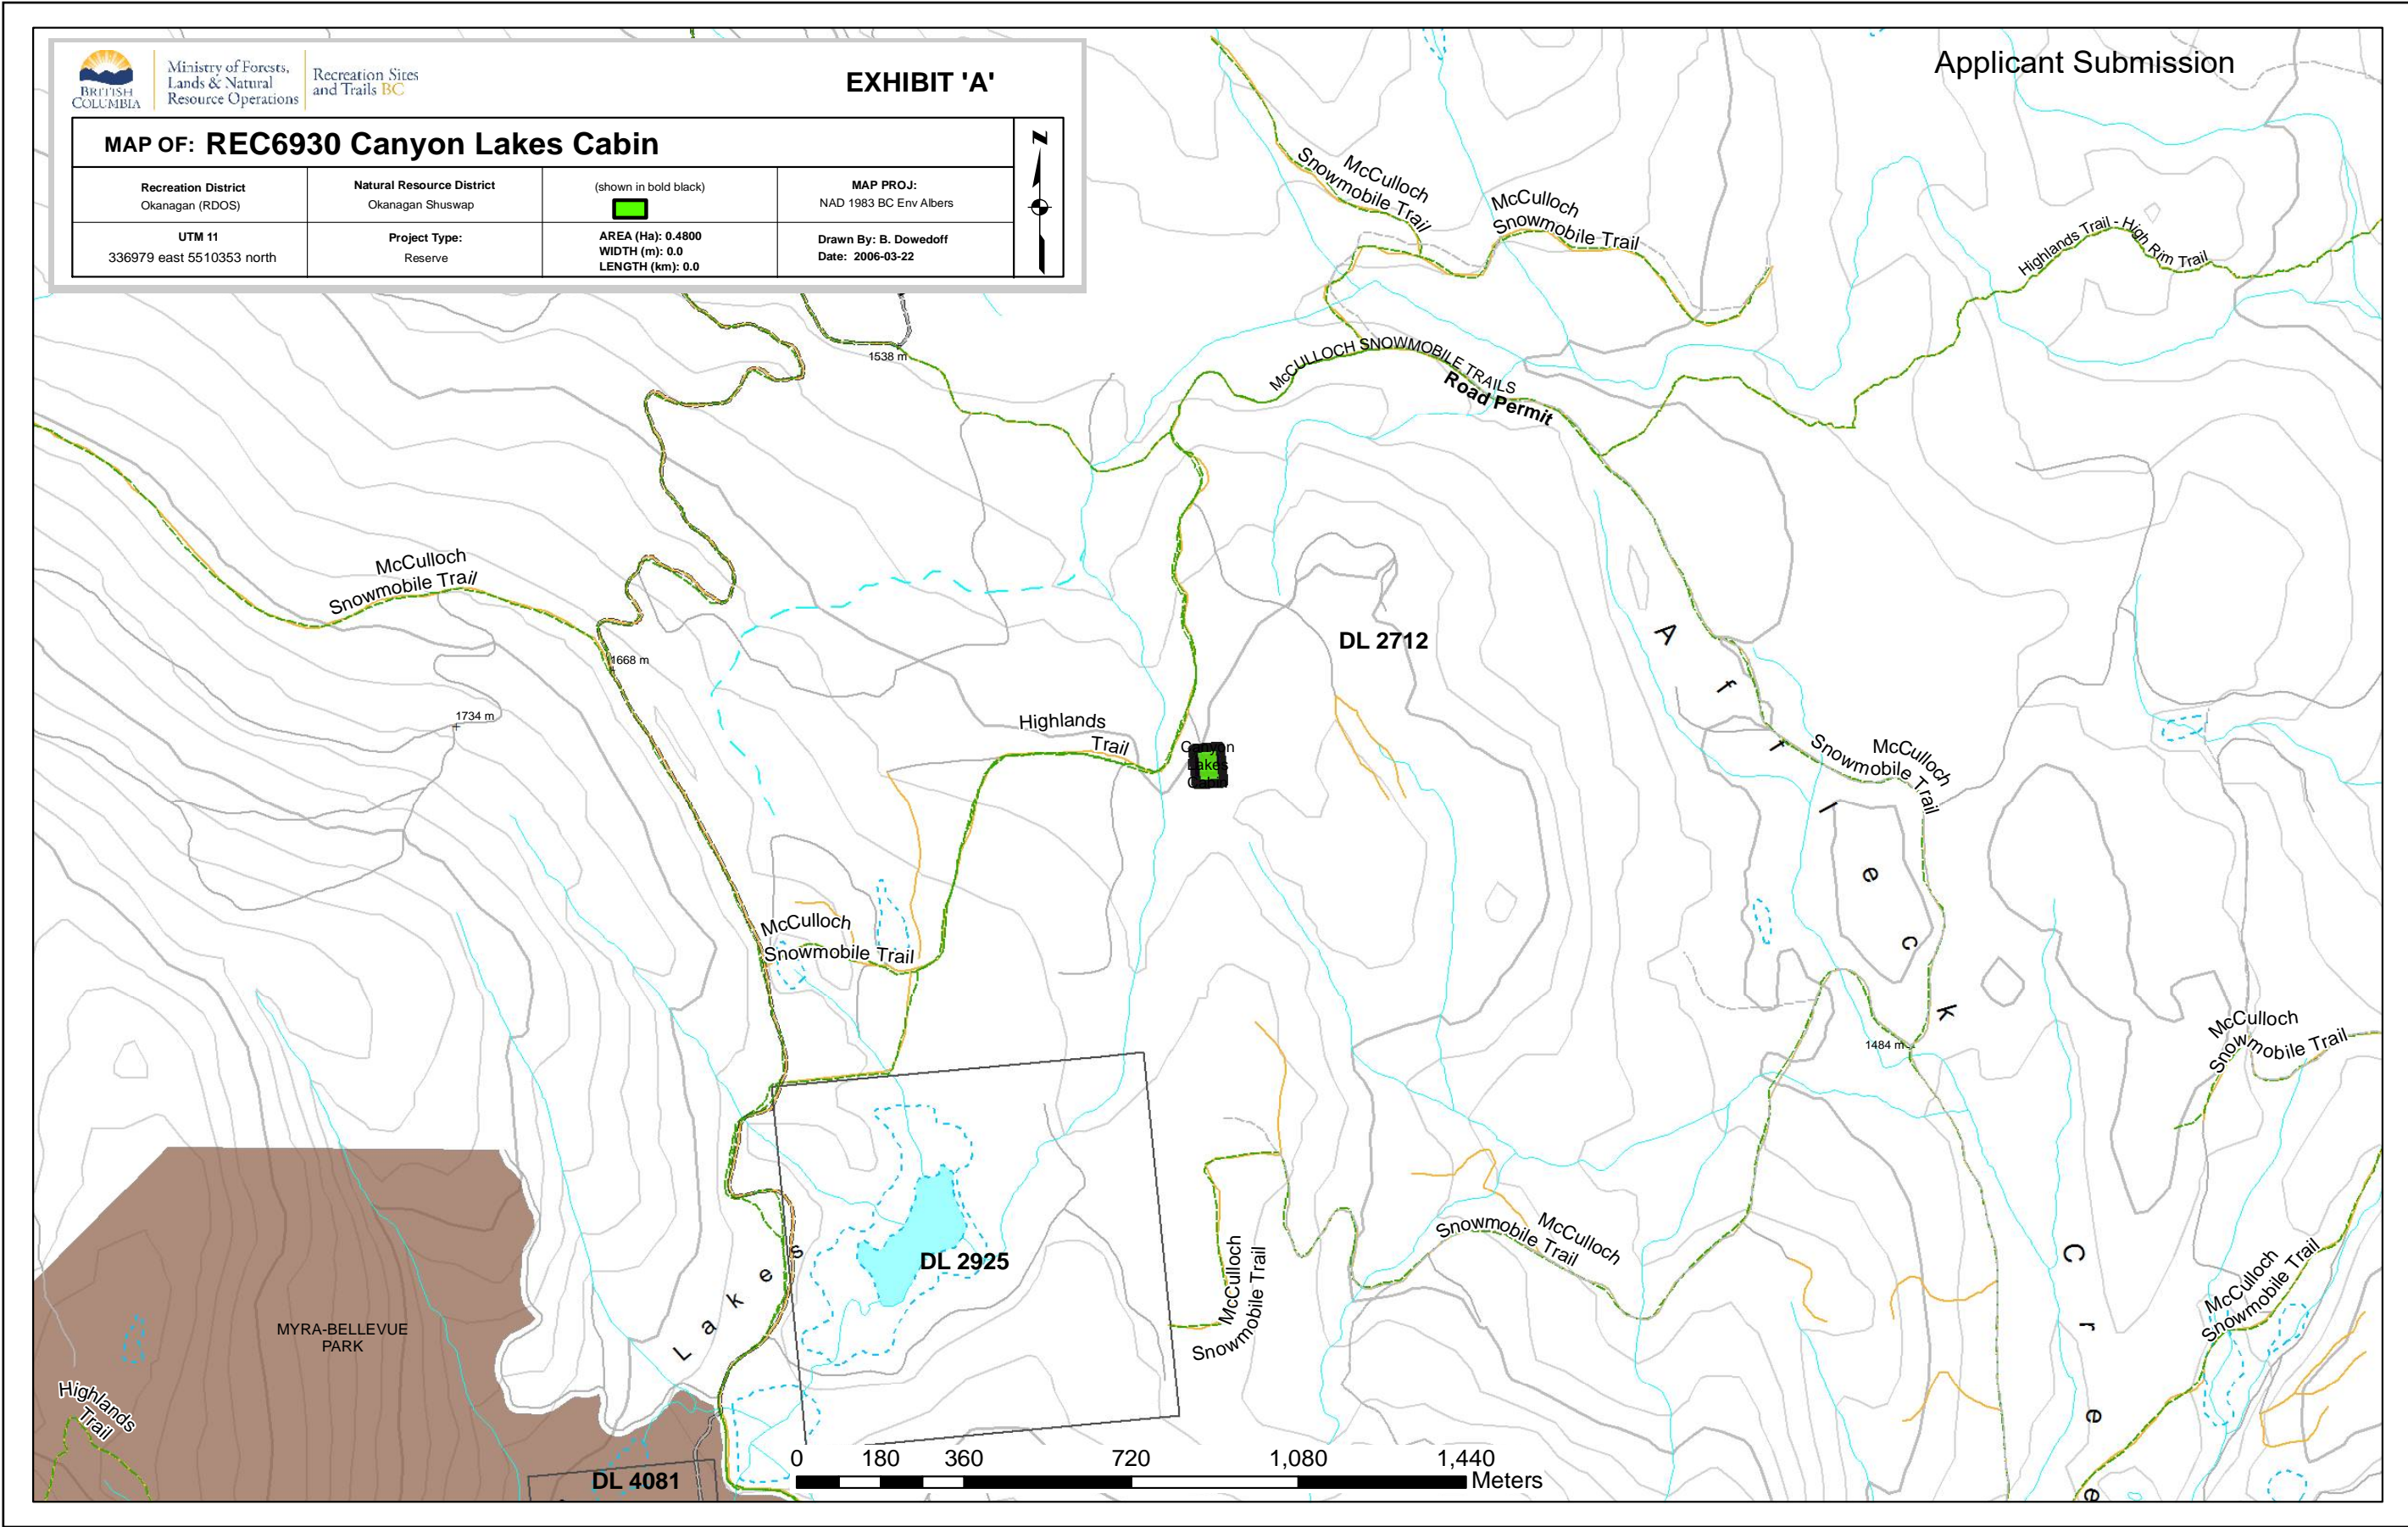 Applicant Submission
BRITISH
COLUMBIA
Ministry of Forests,
Lands & Natural
Resource Operations
Recreation Sites
and Trails BC
EXHIBIT 'A'
MAP OF: REC6930 Canyon Lakes Cabin
N
Recreation District
Okanagan (RDOS)
Natural Resource District
Okanagan Shuswap
(shown in bold black)
MAP PROJ:
NAD 1983 BC Env Albers
UTM 11
336979 east 5510353 north
Project Type:
Reserve
AREA (Ha): 0.4800
WIDTH (m): 0.0
LENGTH (km): 0.0
Drawn By: B. Dowedoff
Date: 2006-03-22
McCulloch
Snowmobile Trail
McCulloch
Snowmobile Trail
Highlands Trail - High Rim Trail
1538 m
McCULLOCH SNOWMOBILE TRAILS
Road Permit
McCulloch
Snowmobile Trail
1668 m
DL 2712
1734 m
Highlands
Trail
Canyon
Lakes
Cabin
McCulloch
Snowmobile Trail
Affleck Cree
McCulloch
Snowmobile Trail
1484 m
McCulloch
Snowmobile Trail
Lakes
DL 2925
McCulloch
Snowmobile Trail
McCulloch
Snowmobile Trail
McCulloch
Snowmobile Trail
MYRA-BELLEVUE
PARK
Highlands
Trail
DL 4081
0 180 360 720 1,080 1,440
Meters